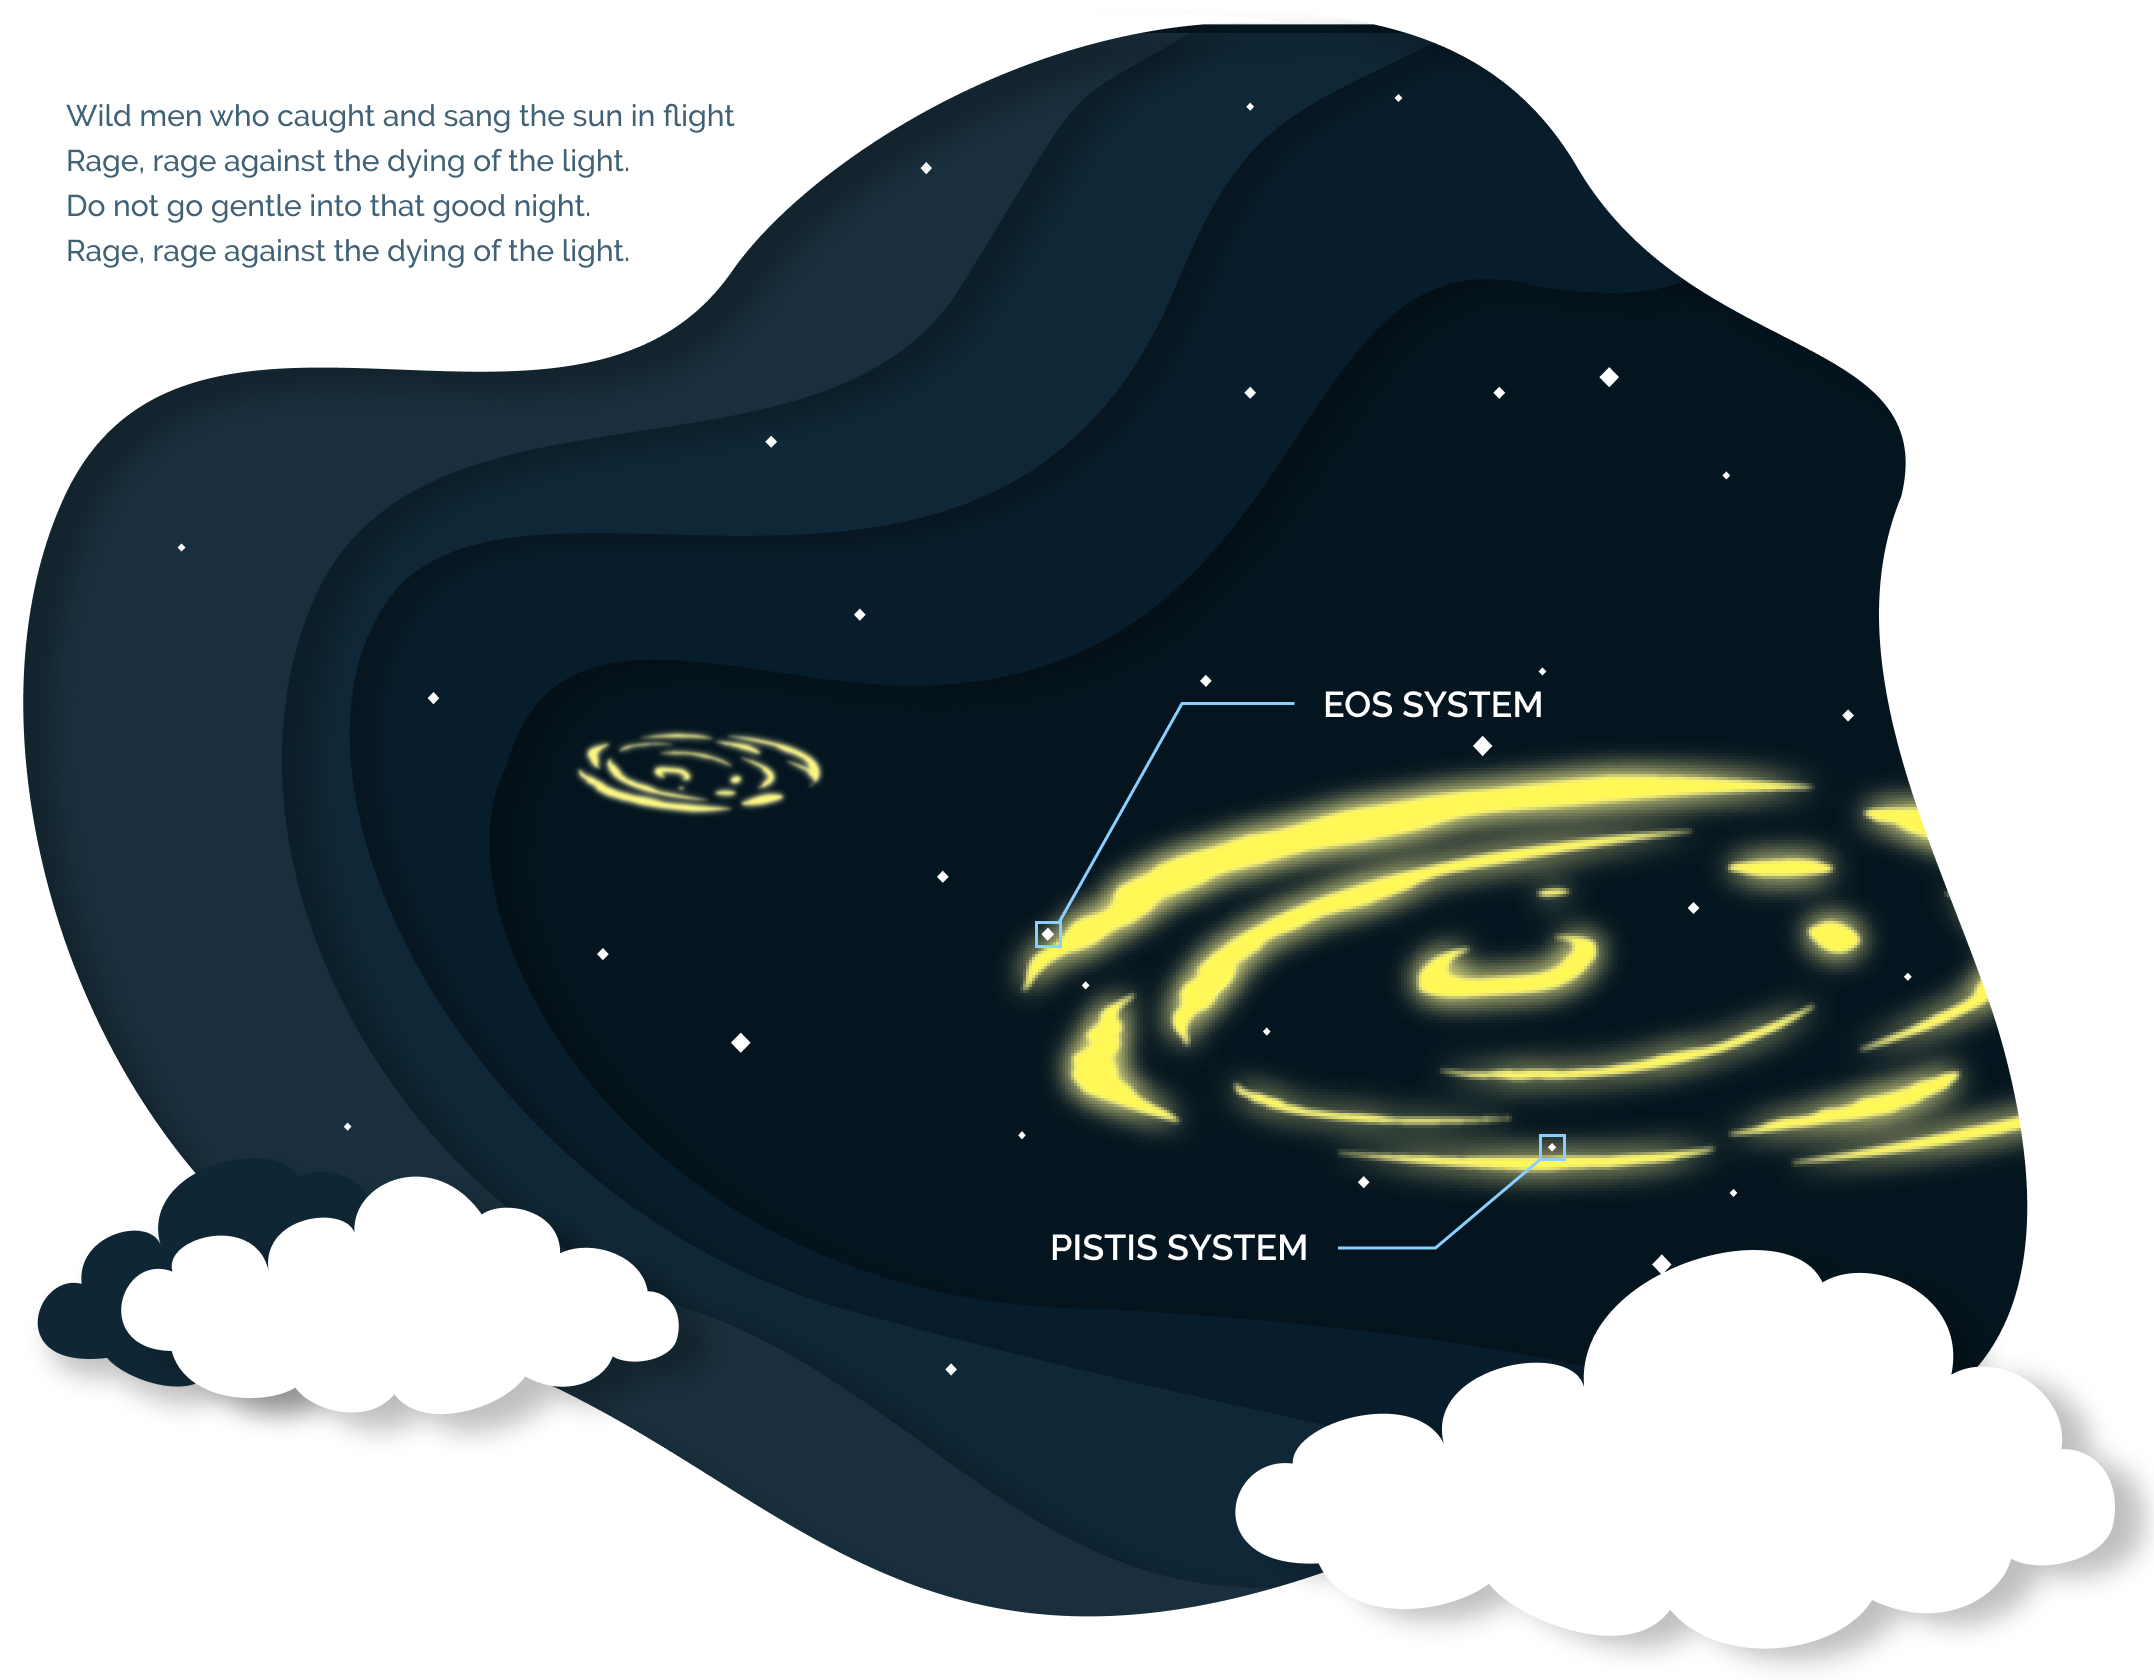 Wild men who caught and sang the sun in flight
Rage, rage against the dying of the light.
Do not go gentle into that good night.
Rage, rage against the dying of the light.
EOS SYSTEM
PISTIS SYSTEM